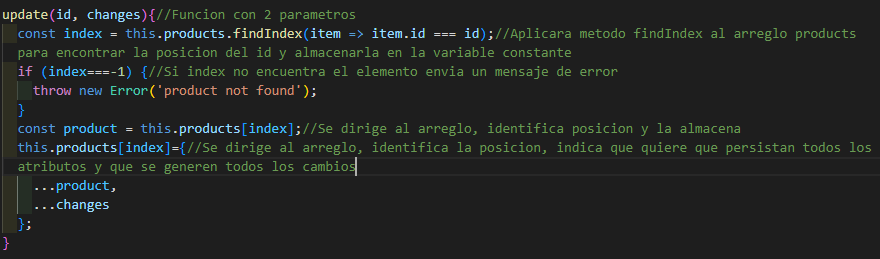 update(id, changes){//Funcion con 2 parametros
const index = this.products.findIndex(item => item.id === id);//Aplicara metodo findIndex al arreglo products
para encontrar la posicion del id y almacenarla en la variable constante
if (index===-1) {//Si index no encuentra el elemento envia un mensaje de error
throw new Error('product not found');
}
const product = this.products[index];//Se dirige al arreglo, identifica posicion y la almacena
this.products[index]={//Se dirige al arreglo, identifica la posicion, indica que quiere que persistan todos los
atributos y que se generen todos los cambios
...product,
...changes
};
}